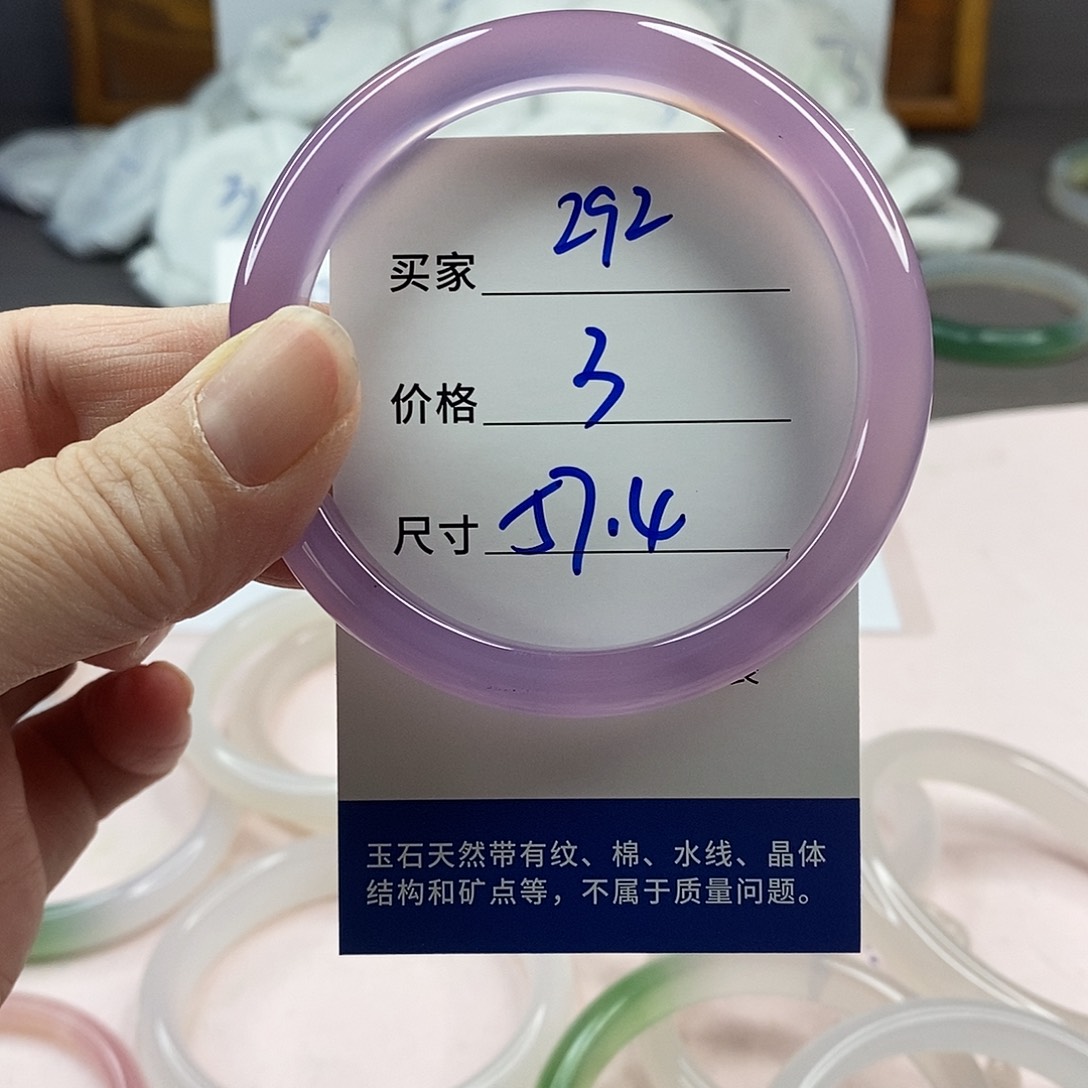 买家 292
价格 3
尺寸 57.4
玉石天然带有纹、棉、水线、晶体
结构和矿点等，不属于质量问题。